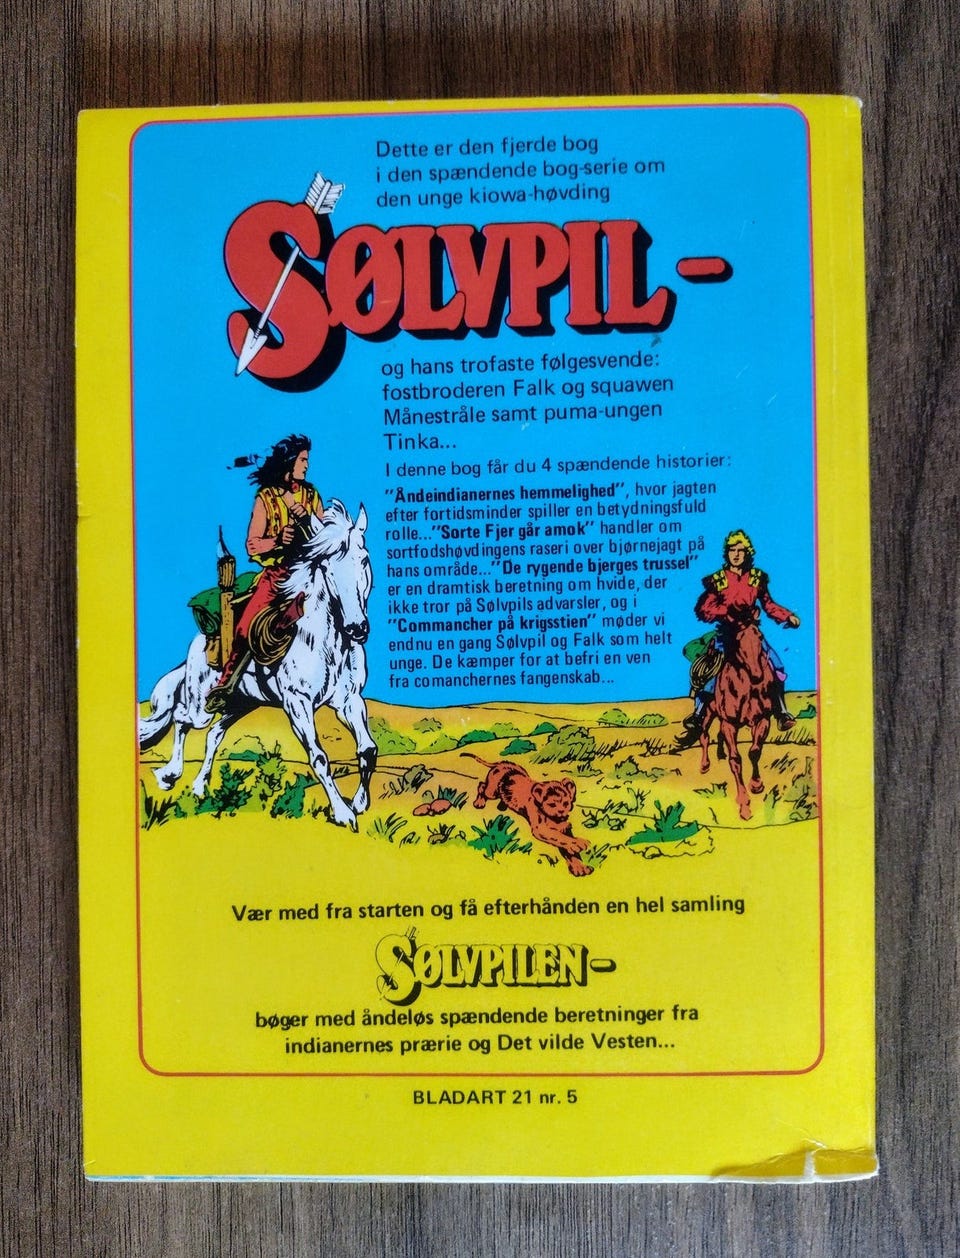 Dette er den fjerde bog
i den spændende bog-serie om
den unge kiowa-høvding
SØLVPIL-
og hans trofaste følgesvende:
fostbroderen Falk og squawen
Månestråle samt puma-ungen
Tinka...
I denne bog får du 4 spændende historier:
"Åndeindianernes hemmelighed", hvor jagten
efter fortidsminder spiller en betydningsfuld
rolle..."Sorte Fjer går amok" handler om
sortfodshøvdingens raseri over bjørnejagt på
hans område..."De rygende bjerges trussel"
er en dramtisk beretning om hvide, der
ikke tror på Sølvpils advarsler, og i
"Commancher på krigsstien" møder vi
endnu en gang Sølvpil og Falk som helt
unge. De kæmper for at befri en ven
fra comanchernes fangenskab...
Vær med fra starten og få efterhånden en hel samling
SØLVPILEN-
bøger med åndeløs spændende beretninger fra
indianernes prærie og Det vilde Vesten...
BLADART 21 nr. 5